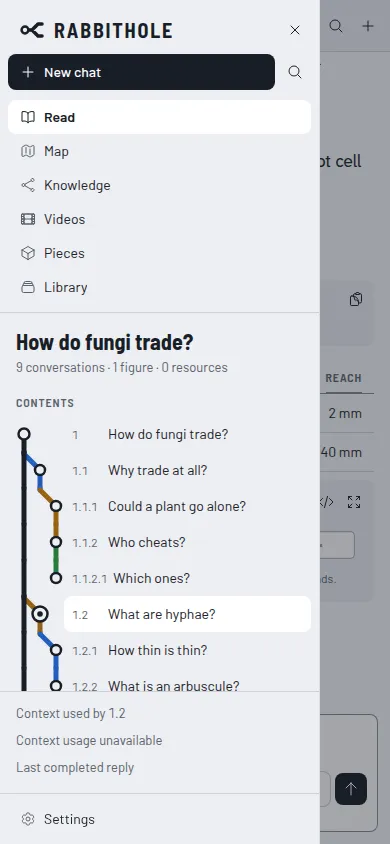 RABBITHOLE
New chat
Read
Map
Knowledge
Videos
Pieces
Library
How do fungi trade?
9 conversations · 1 figure · 0 resources
CONTENTS
1 How do fungi trade?
1.1 Why trade at all?
1.1.1 Could a plant go alone?
1.1.2 Who cheats?
1.1.2.1 Which ones?
1.2 What are hyphae?
1.2.1 How thin is thin?
1.2.2 What is an arbuscule?
Context used by 1.2
Context usage unavailable
Last completed reply
Settings
cell
REACH
2 mm
40 mm